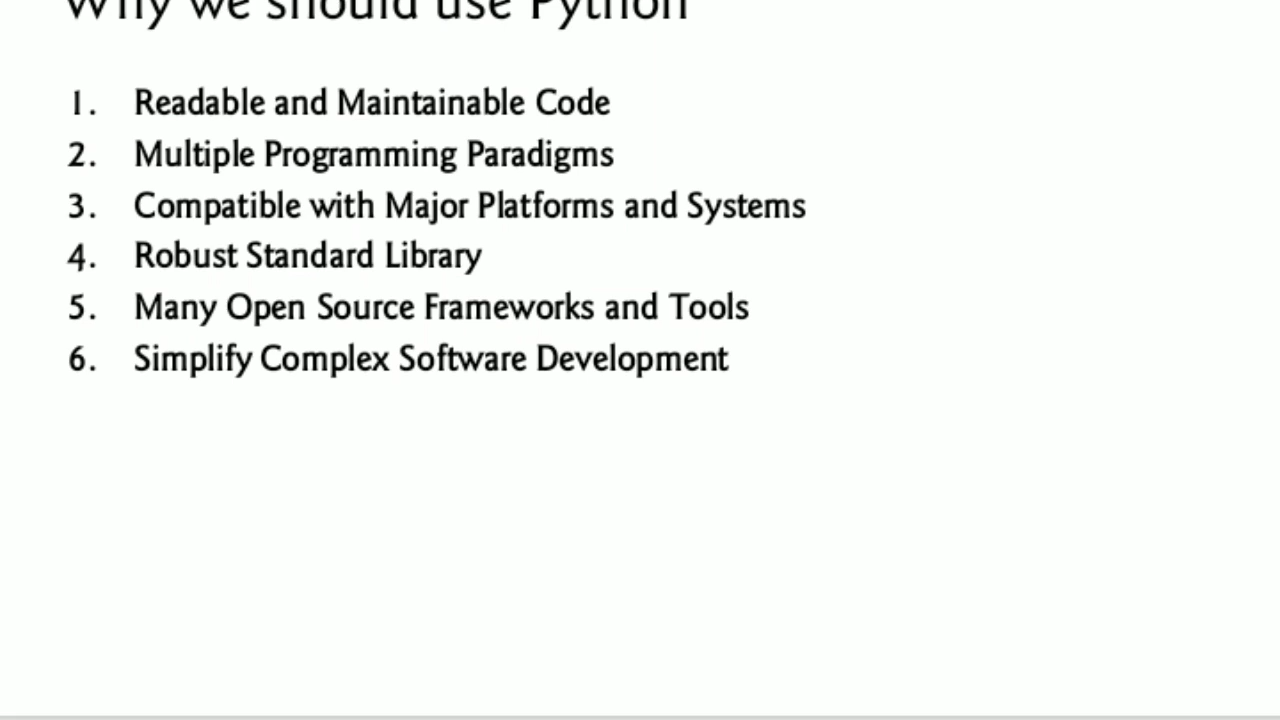 Why we should use Python
1. Readable and Maintainable Code
2. Multiple Programming Paradigms
3. Compatible with Major Platforms and Systems
4. Robust Standard Library
5. Many Open Source Frameworks and Tools
6. Simplify Complex Software Development